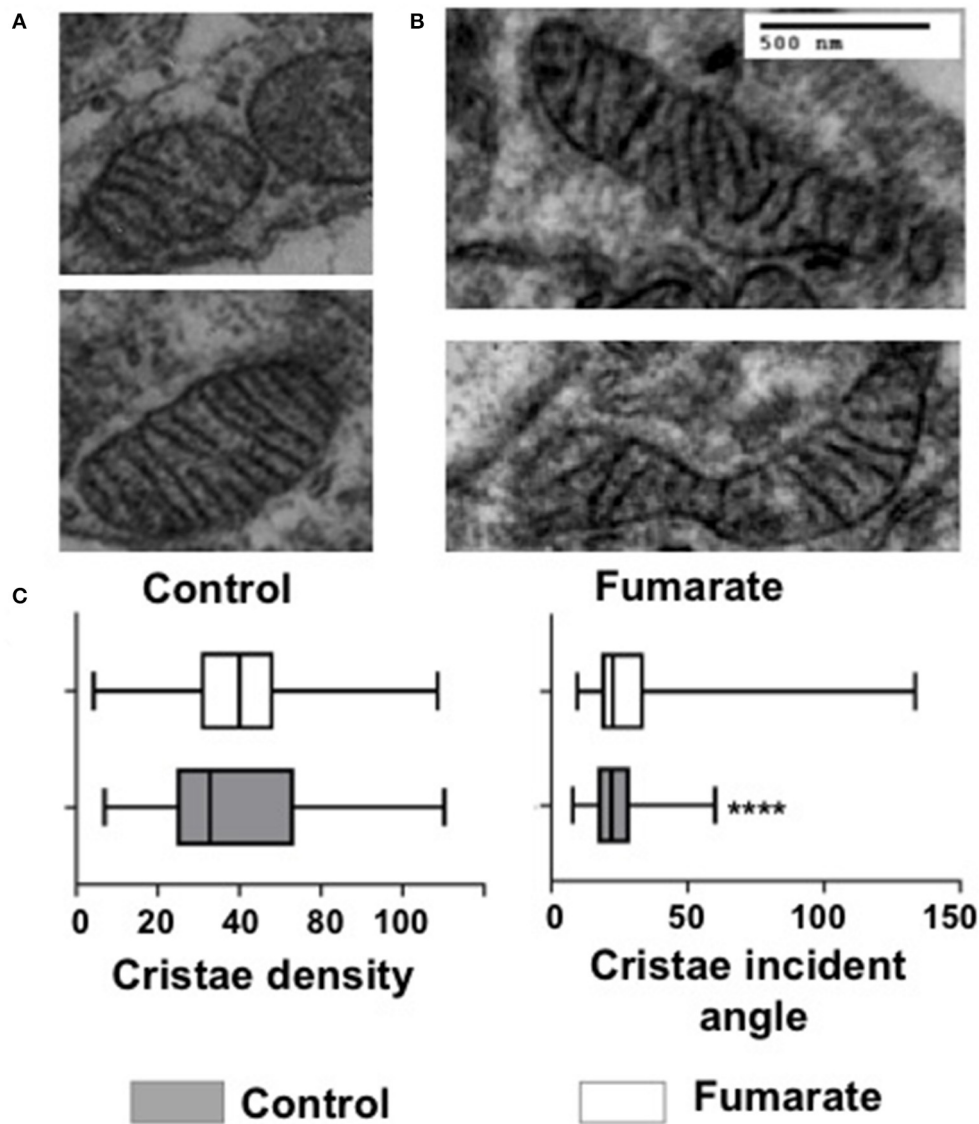 A
B
500 nm
Control
Fumarate
C
****
0 20 40 60 80 100
0 50 100 150
Cristae density
Cristae incident
angle
Control
Fumarate